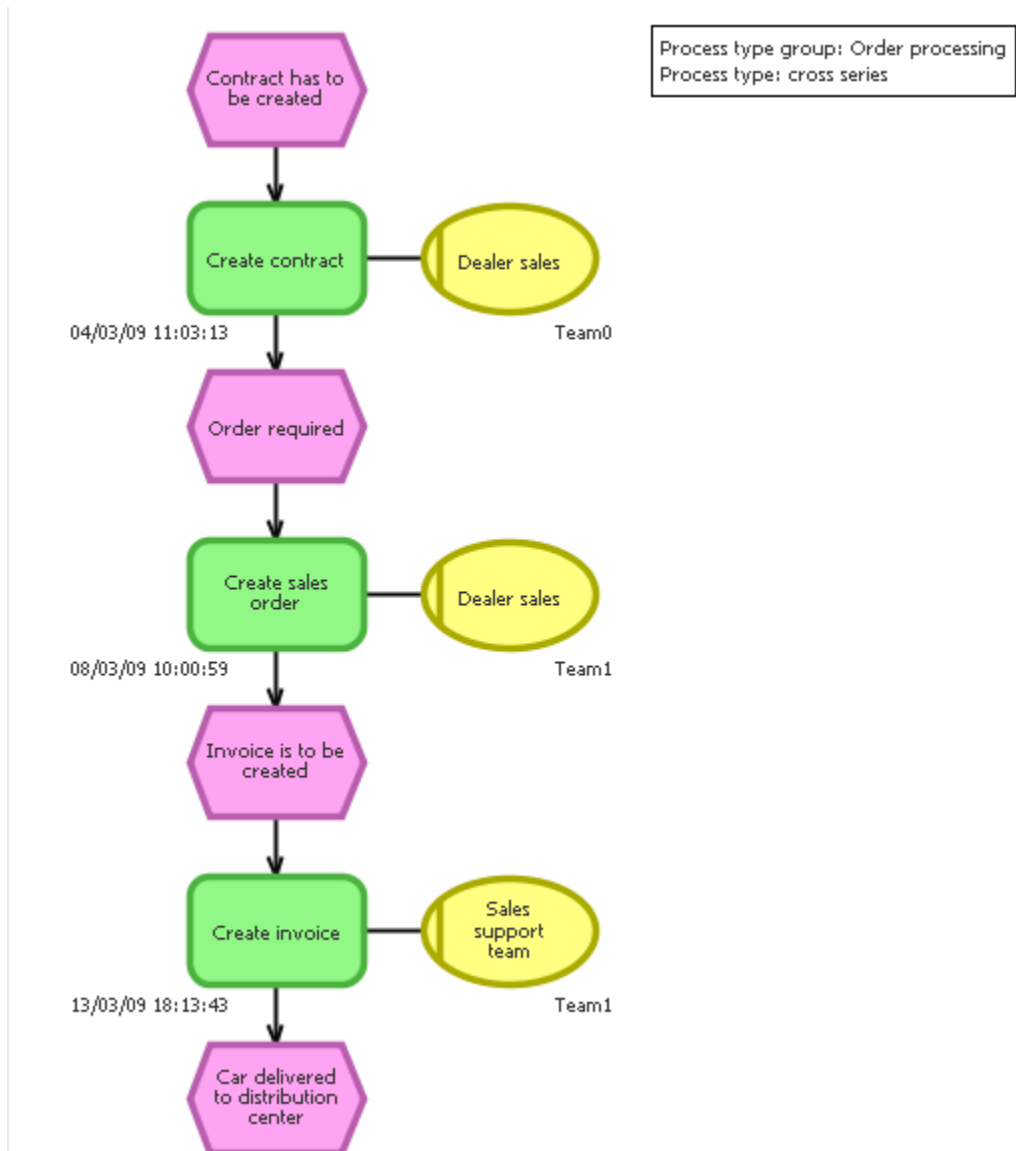 Process type group: Order processing
Process type: cross series
Contract has to
be created
Create contract
Dealer sales
04/03/09 11:03:13
Team0
Order required
Create sales
order
Dealer sales
08/03/09 10:00:59
Team1
Invoice is to be
created
Create invoice
Sales
support
team
13/03/09 18:13:43
Team1
Car delivered
to distribution
center